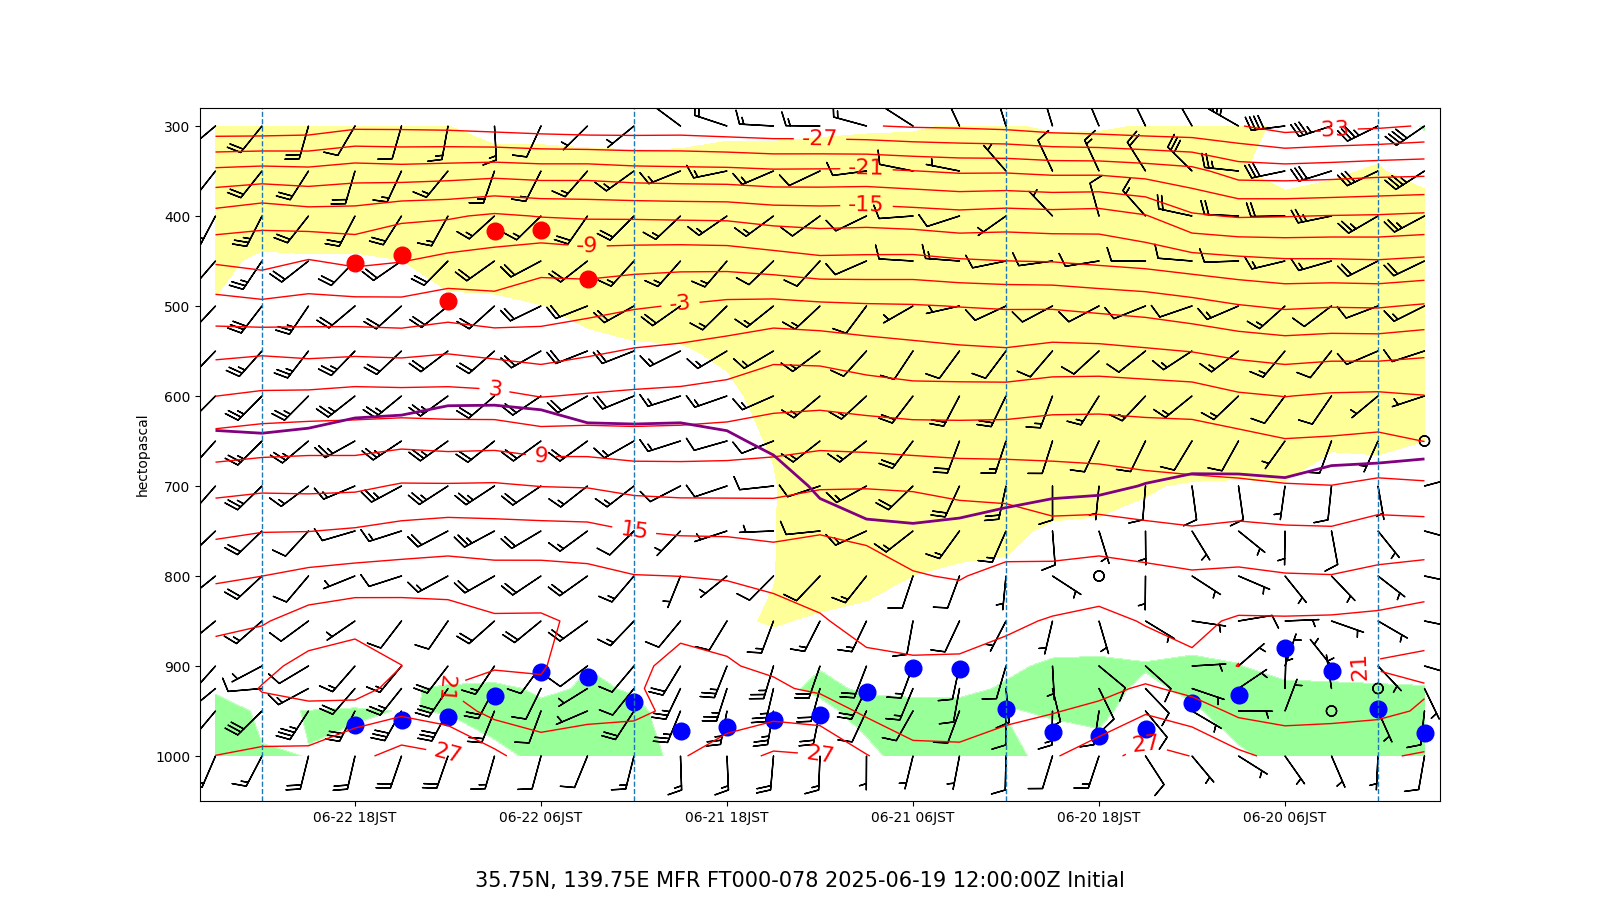 300
400
500
600
700
800
900
1000
hectopascal
-27
33
-21
-15
-9
-3
3
9
15
21
21
27
27
27
06-22 18JST
06-22 06JST
06-21 18JST
06-21 06JST
06-20 18JST
06-20 06JST
35.75N, 139.75E MFR FT000-078 2025-06-19 12:00:00Z Initial